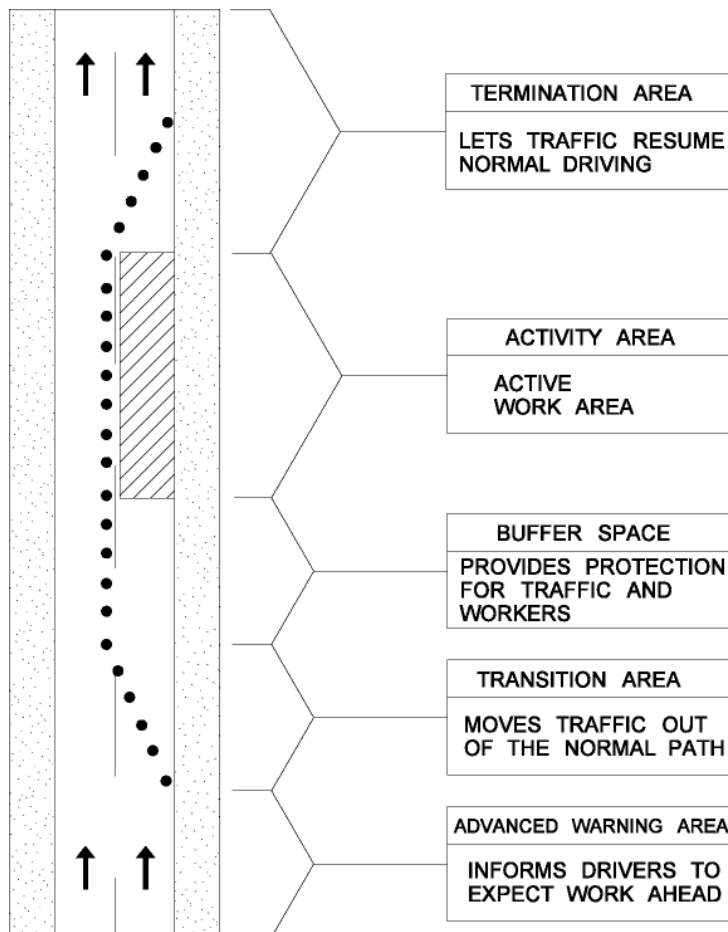 TERMINATION AREA
LETS TRAFFIC RESUME
NORMAL DRIVING
ACTIVITY AREA
ACTIVE
WORK AREA
BUFFER SPACE
PROVIDES PROTECTION
FOR TRAFFIC AND
WORKERS
TRANSITION AREA
MOVES TRAFFIC OUT
OF THE NORMAL PATH
ADVANCED WARNING AREA
INFORMS DRIVERS TO
EXPECT WORK AHEAD